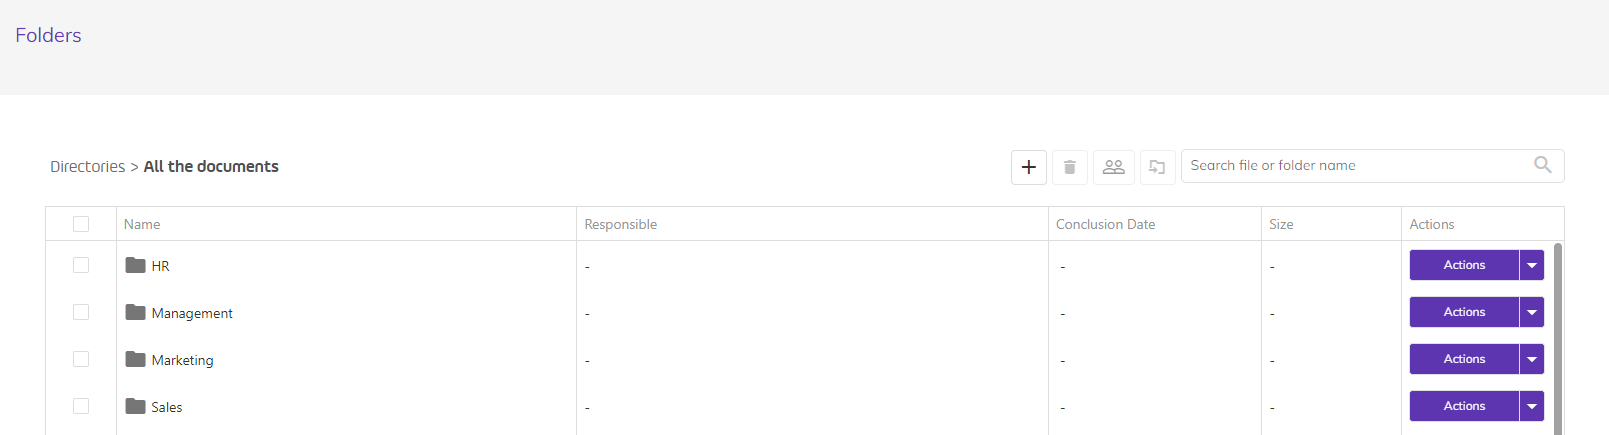 Folders
Directories > All the documents
Search file or folder name
Name Responsible Conclusion Date Size Actions
HR - - - Actions
Management - - - Actions
Marketing - - - Actions
Sales - - - Actions